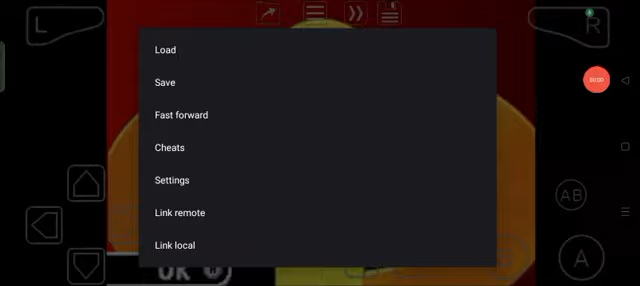 L
R
Load
Save
00:00
Fast forward
Cheats
Settings
AB
Link remote
Link local
A
OK